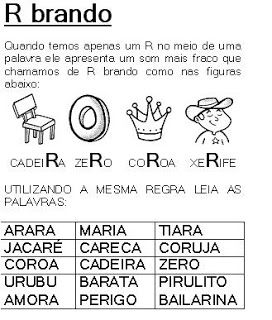 R brando
Quando temos apenas um R no meio de uma
palavra ele apresenta um som mais fraco que
chamamos de R brando como nas figuras
abaixo:
CADEIRA ZERO COROA XERIFE
UTILIZANDO A MESMA REGRA LEIA AS
PALAVRAS:
ARARA MARIA TIARA
JACARÉ CARECA CORUJA
COROA CADEIRA ZERO
URUBU BARATA PIRULITO
AMORA PERIGO BAILARINA